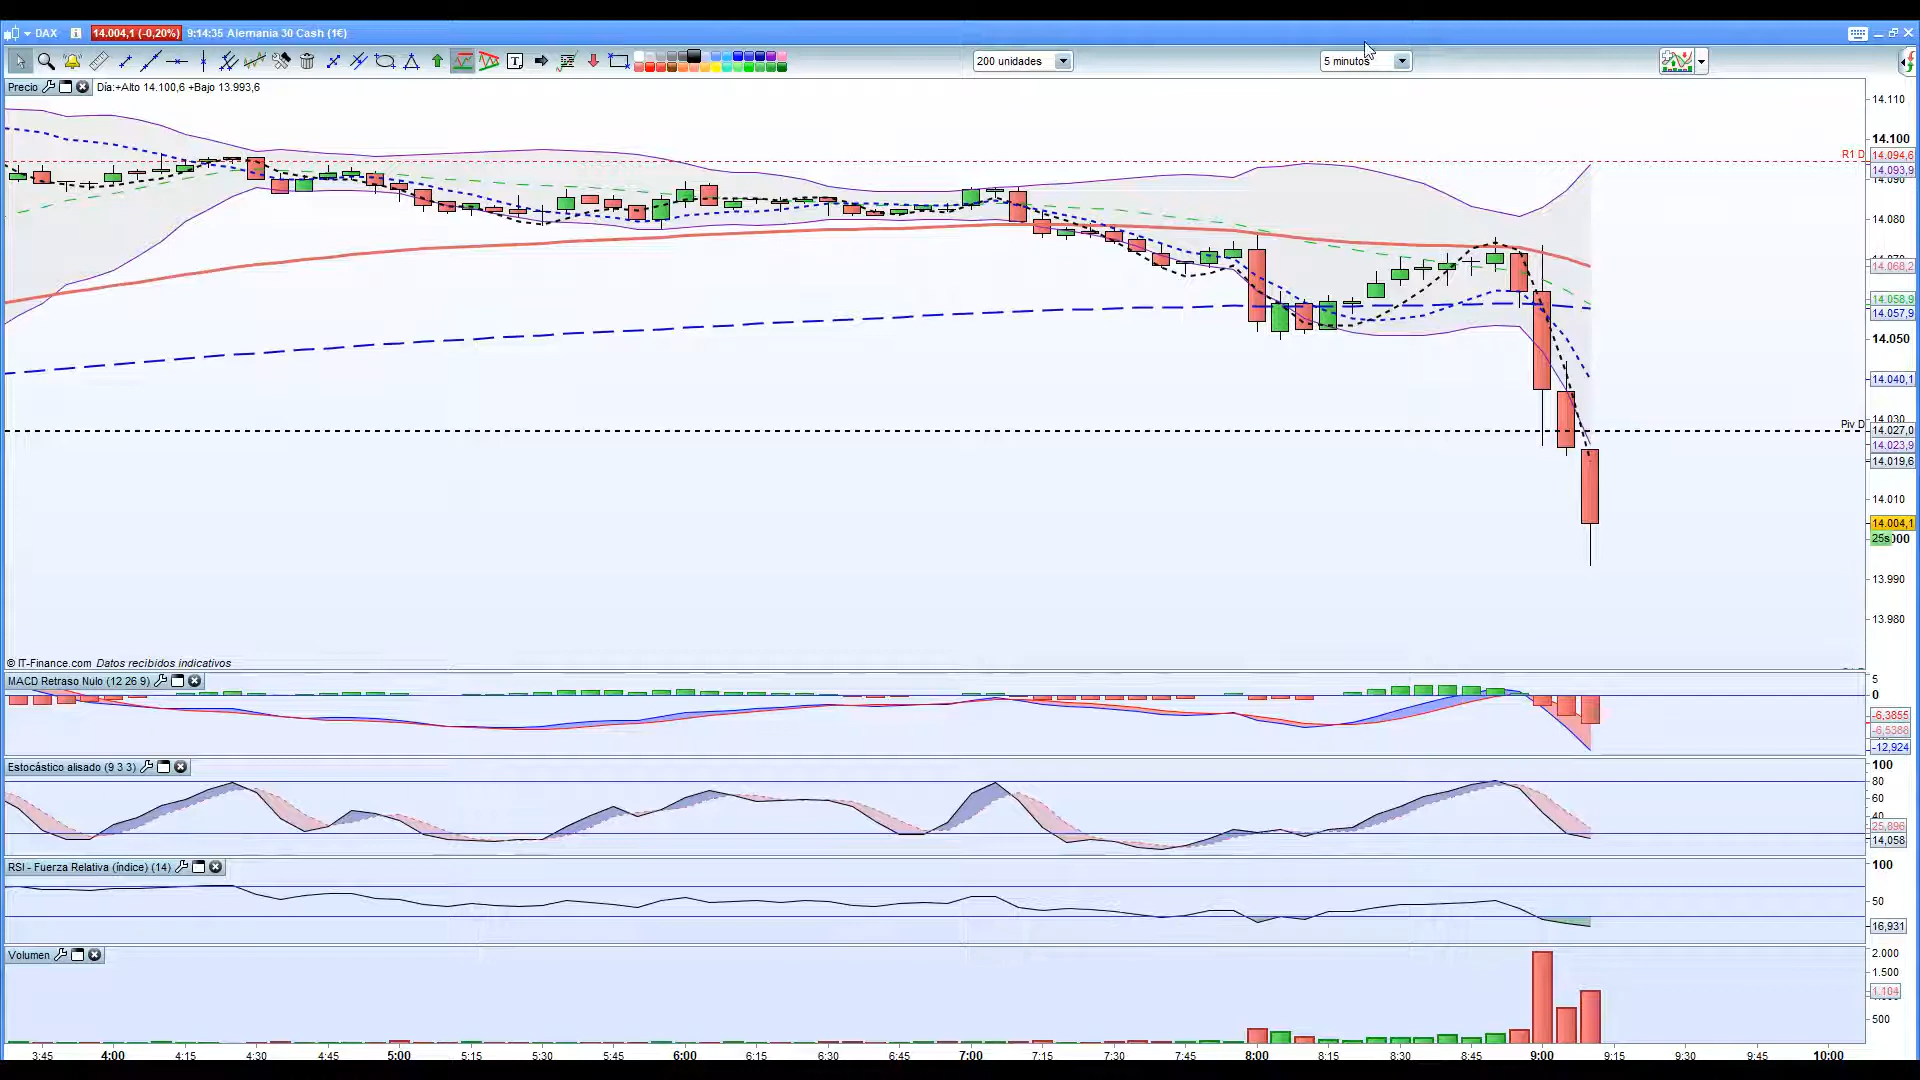 DAX 14.004,1 (-0,20%) 9:14:35 Alemania 30 Cash (1€)
200 unidades 5 minutos
Precio Día:+Alto 14.100,6 +Bajo 13.993,6
14.110
14.100
R1 D 14.094,6
14.093,9
14.090
14.080
14.068,2
14.058,9
14.057,9
14.050
14.040,1
14.030
Piv D 14.027,0
14.023,9
14.019,6
14.010
14.004,1
25s 000
13.990
13.980
© IT-Finance.com Datos recibidos indicativos
MACD Retraso Nulo (12 26 9)
5
0
-6,3855
-6,5388
-12,924
Estocástico alisado (9 3 3)
100
80
60
40
25,896
14,058
RSI - Fuerza Relativa (índice) (14)
100
50
16,931
Volumen
2.000
1.500
1.104
500
3:45 4:00 4:15 4:30 4:45 5:00 5:15 5:30 5:45 6:00 6:15 6:30 6:45 7:00 7:15 7:30 7:45 8:00 8:15 8:30 8:45 9:00 9:15 9:30 9:45 10:00